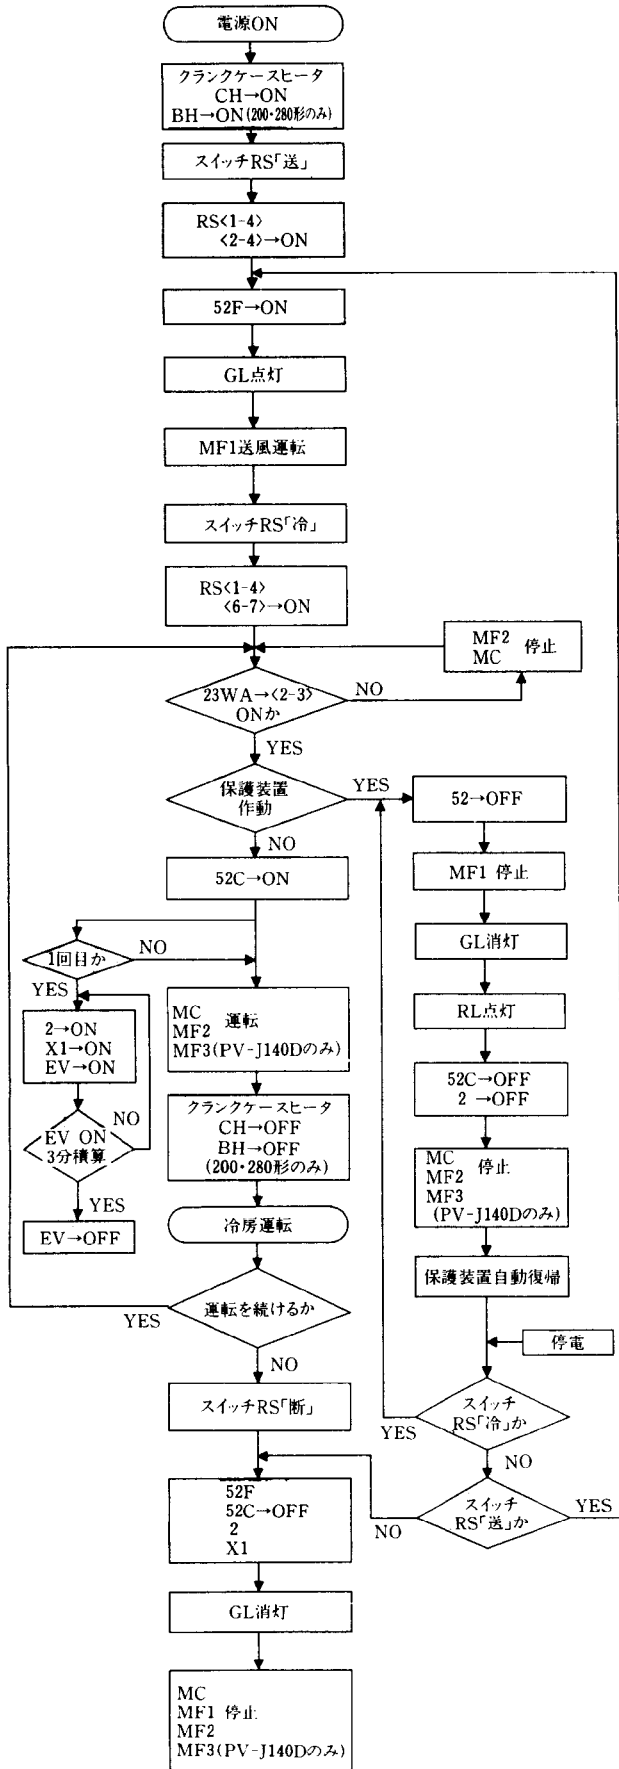 電源ON
クランクケースヒータ
CH→ON
BH→ON(200・280形のみ)
スイッチRS「送」
RS<1-4>
<2-4>→ON
52F→ON
GL点灯
MF1送風運転
スイッチRS「冷」
RS<1-4>
<6-7>→ON
MF2 停止
MC
23WA→<2-3>
ONか
NO
YES
保護装置
作動
YES
NO
52→OFF
52C→ON
MF1 停止
1回目か
NO
YES
GL消灯
2→ON
X1→ON
EV→ON
MC 運転
MF2
MF3(PV-J140Dのみ)
RL点灯
52C→OFF
2→OFF
EV ON
3分積算
NO
YES
クランクケースヒータ
CH→OFF
BH→OFF
(200・280形のみ)
MC 停止
MF2
MF3
(PV-J140Dのみ)
EV→OFF
冷房運転
保護装置自動復帰
運転を続けるか
YES
NO
停電
スイッチRS「断」
スイッチ
RS「冷」か
YES
NO
52F
52C→OFF
2
X1
スイッチ
RS「送」か
NO
YES
GL消灯
MC
MF1 停止
MF2
MF3(PV-J140Dのみ)